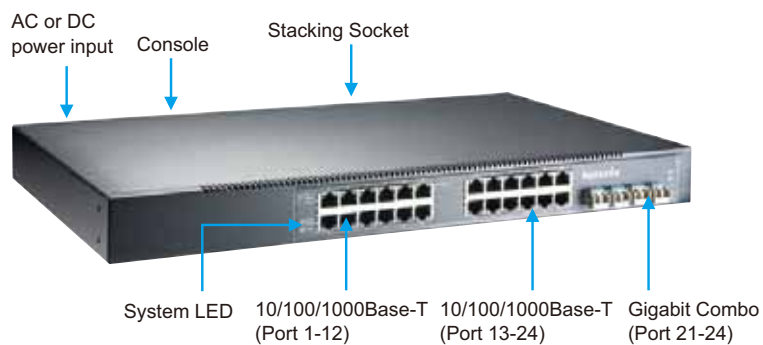 AC or DC
power input
Console
Stacking Socket
System LED
10/100/1000Base-T
(Port 1-12)
10/100/1000Base-T
(Port 13-24)
Gigabit Combo
(Port 21-24)